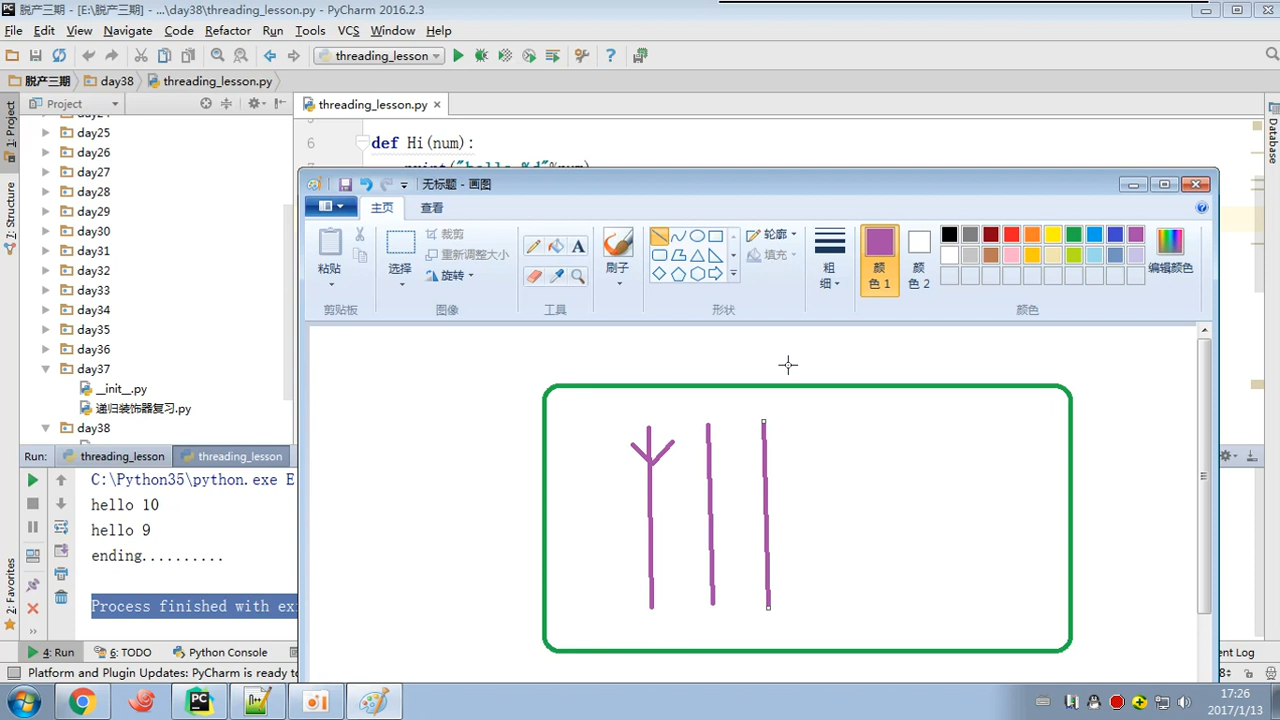 脱产三期 - [E:\脱产三期] - ...\day38\threading_lesson.py - PyCharm 2016.2.3
File Edit View Navigate Code Refactor Run Tools VCS Window Help
threading_lesson
脱产三期 day38 threading_lesson.py
1: Project
Project
threading_lesson.py
Database
day25
day26
day27
day28
day29
day30
day31
day32
day33
day34
day35
day36
day37
__init__.py
递归装饰器复习.py
day38
7: Structure
2: Favorites
6 def Hi(num):
print("hello %d"%num)
无标题 - 画图
主页 查看
粘贴
剪贴板
选择
裁剪
重新调整大小
旋转
图像
工具
刷子
轮廓
填充
形状
粗细
颜色 1
颜色 2
编辑颜色
颜色
Run: threading_lesson threading_lesson
C:\Python35\python.exe E
hello 10
hello 9
ending..........
Process finished with exi
4: Run 6: TODO Python Console
ent Log
Platform and Plugin Updates: PyCharm is ready to
17:26
2017/1/13